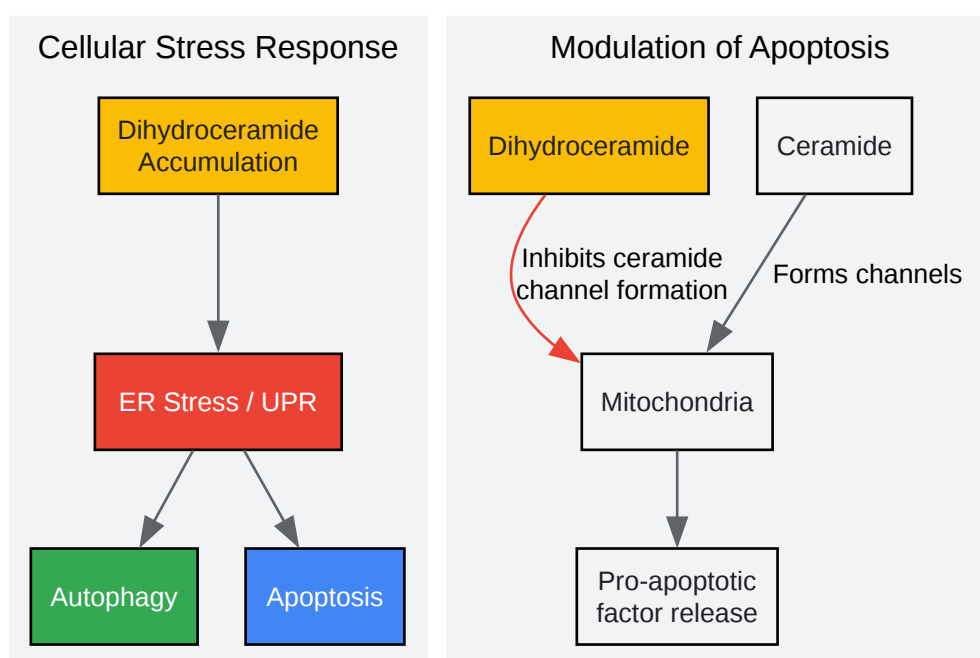 Cellular Stress Response
Dihydroceramide
Accumulation
ER Stress / UPR
Autophagy
Apoptosis
Modulation of Apoptosis
Dihydroceramide
Ceramide
Inhibits ceramide
channel formation
Forms channels
Mitochondria
Pro-apoptotic
factor release